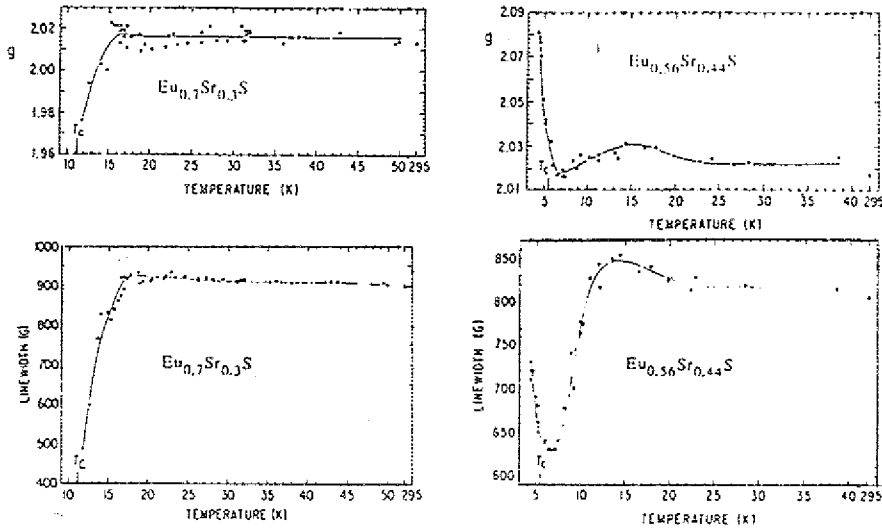 2.02
g
2.00
1.98
1.96
Eu0.7Sr0.3S
Tc
10 15 20 25 30 35 40 45 50 295
TEMPERATURE (K)
2.09
g
2.07
2.05
2.03
2.01
Eu0.56Sr0.44S
Tc
5 10 15 20 25 30 35 40 295
TEMPERATURE (K)
1000
900
800
700
600
500
400
LINEWIDTH (G)
Eu0.7Sr0.3S
Tc
10 15 20 25 30 35 40 45 50 295
TEMPERATURE (K)
850
800
750
700
650
600
LINEWIDTH (G)
Eu0.56Sr0.44S
Tc
5 10 15 20 25 30 35 40 295
TEMPERATURE (K)